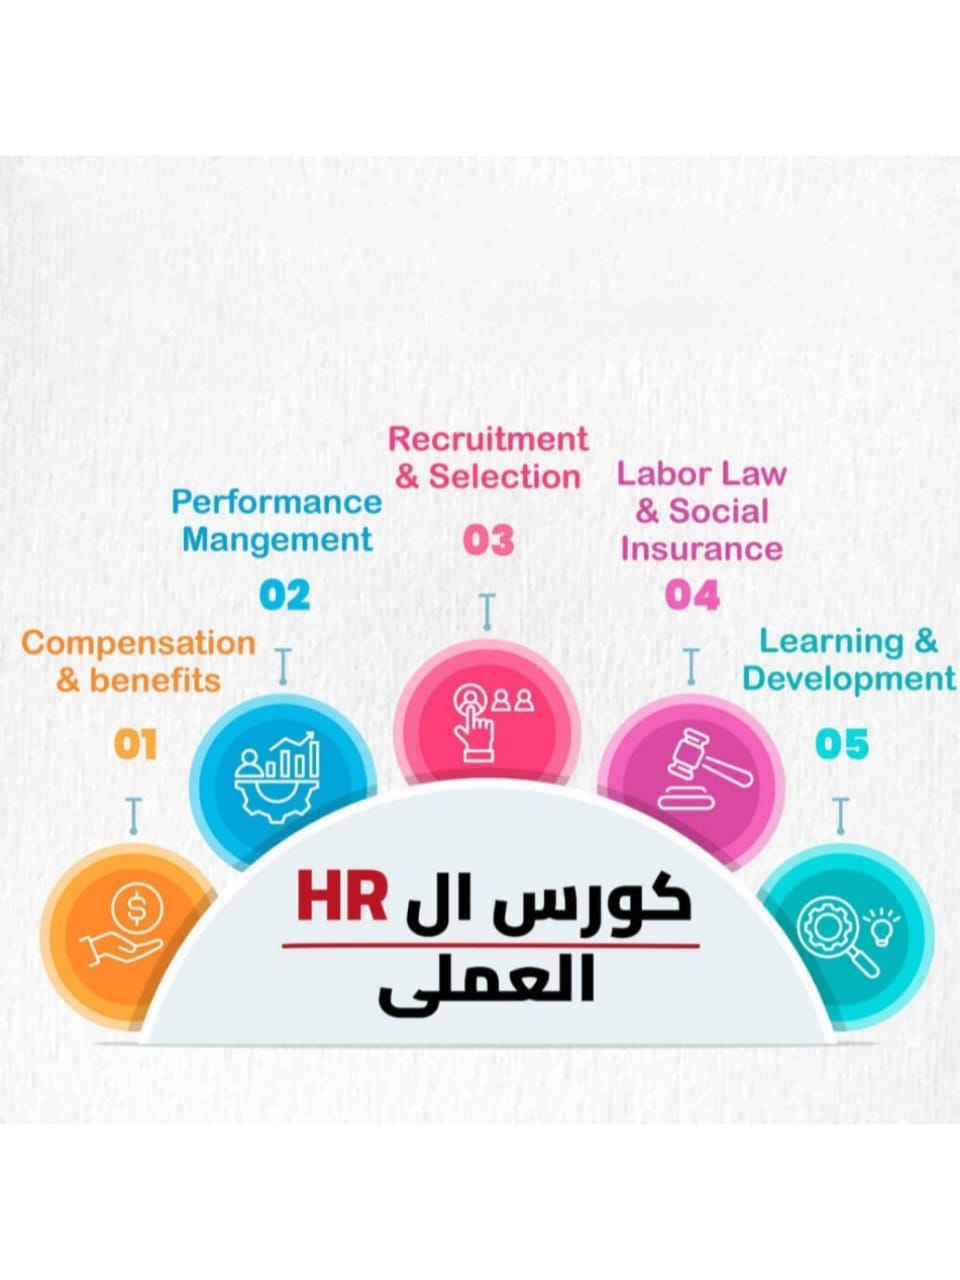 Compensation
& benefits
01
Performance
Mangement
02
Recruitment
& Selection
03
Labor Law
& Social
Insurance
04
Learning &
Development
05
كورس ال HR
العملى